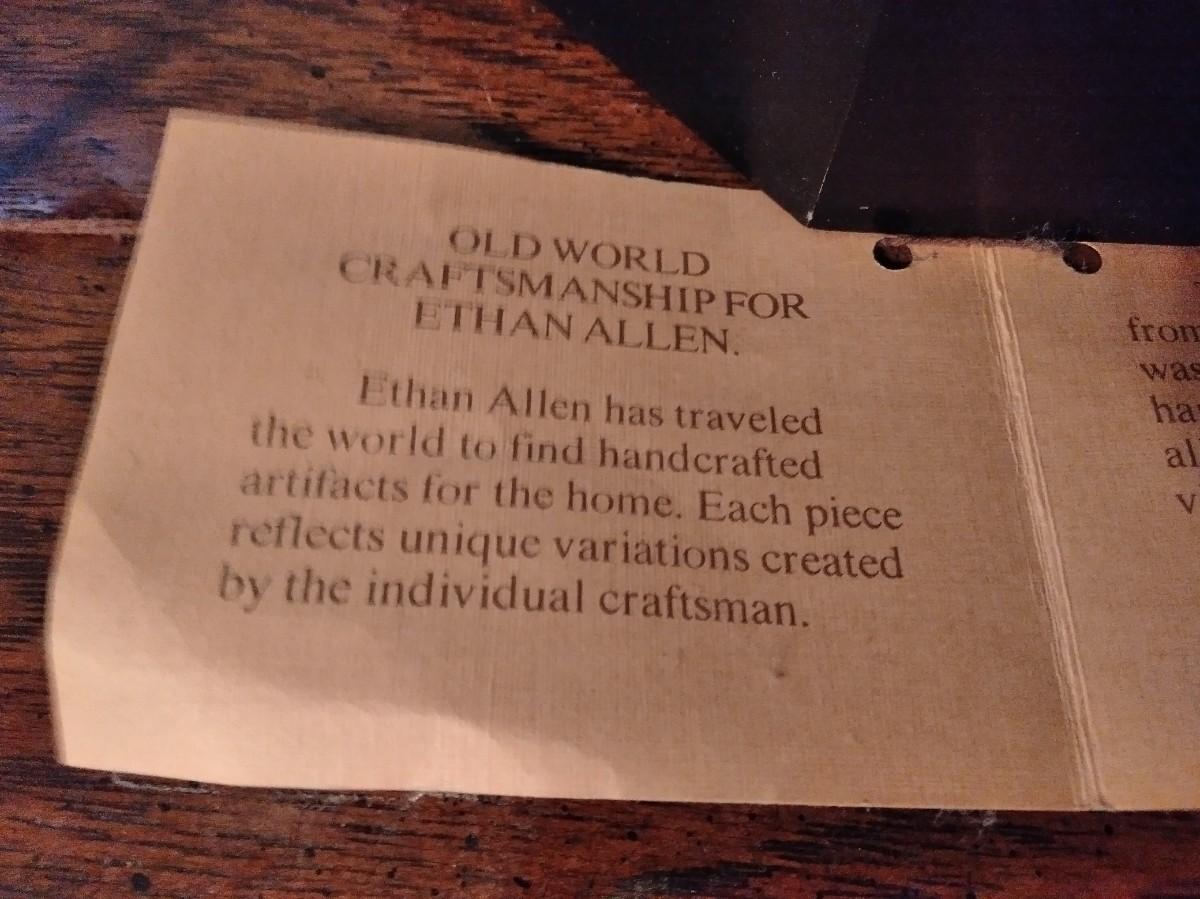 OLD WORLD
CRAFTSMANSHIP FOR
ETHAN ALLEN.
Ethan Allen has traveled
the world to find handcrafted
artifacts for the home. Each piece
reflects unique variations created
by the individual craftsman.
was